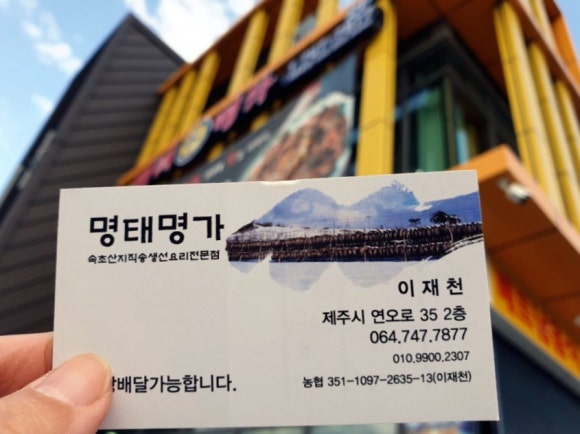 명태명가
속초산지직송생선요리전문점
이재천
제주시 연오로 35 2층
064.747.7877
010.9900.2307
배달가능합니다.
농협 351-1097-2635-13(이재천)